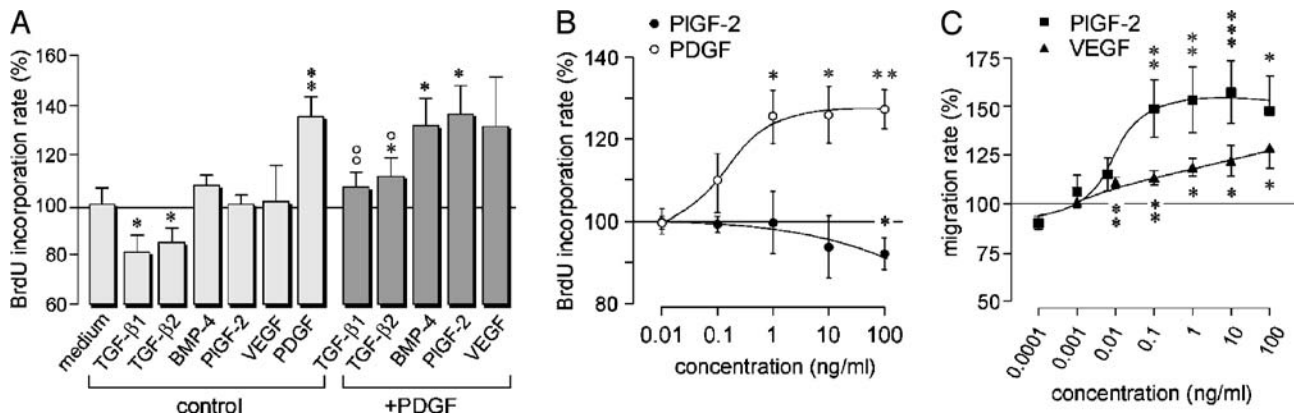 A
BrdU incorporation rate (%)
160
140
120
100
80
60
**
*
*
**
°°
°*
*
*
medium
TGF-β1
TGF-β2
BMP-4
PlGF-2
VEGF
PDGF
TGF-β1
TGF-β2
BMP-4
PlGF-2
VEGF
control
+PDGF
B
PlGF-2
PDGF
BrdU incorporation rate (%)
140
120
100
80
*
*
**
*
0.01
0.1
1
10
100
concentration (ng/ml)
C
PlGF-2
VEGF
migration rate (%)
175
150
125
100
75
50
**
**
***
*
**
**
*
*
*
0.0001
0.001
0.01
0.1
1
10
100
concentration (ng/ml)